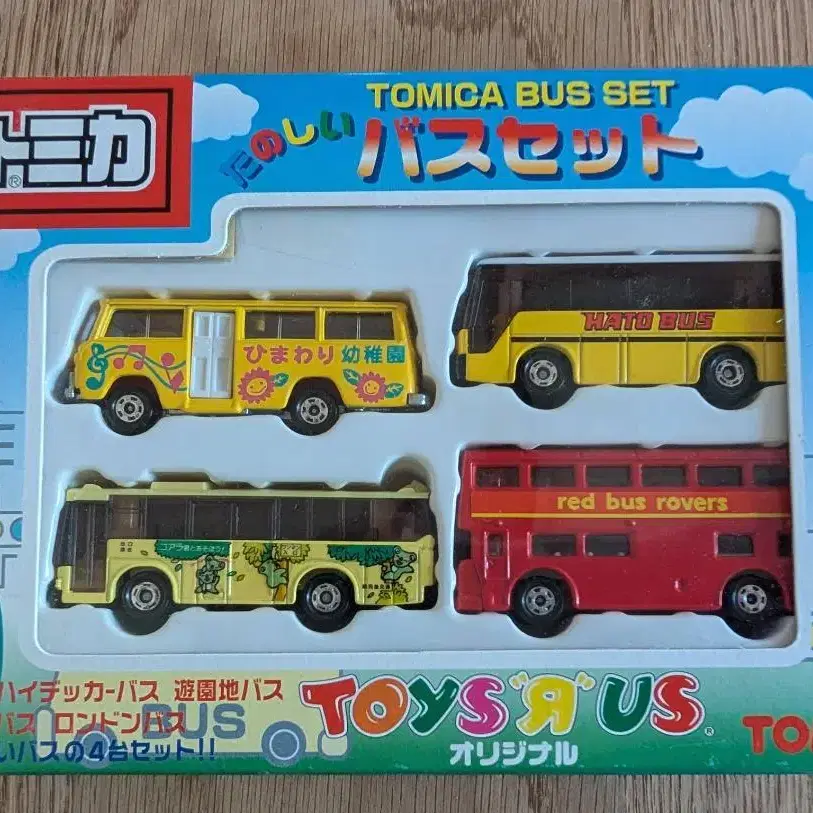 トミカ®
TOMICA BUS SET
たのしい
バスセット
ひまわり 幼稚園
HATO BUS
コアラ君とあそぼう!
red bus rovers
ハイデッカーバス 遊園地バス
バス ロンドンバス
いバスの4台セット!!
BUS
TOYS "R" US®
オリジナル
TO